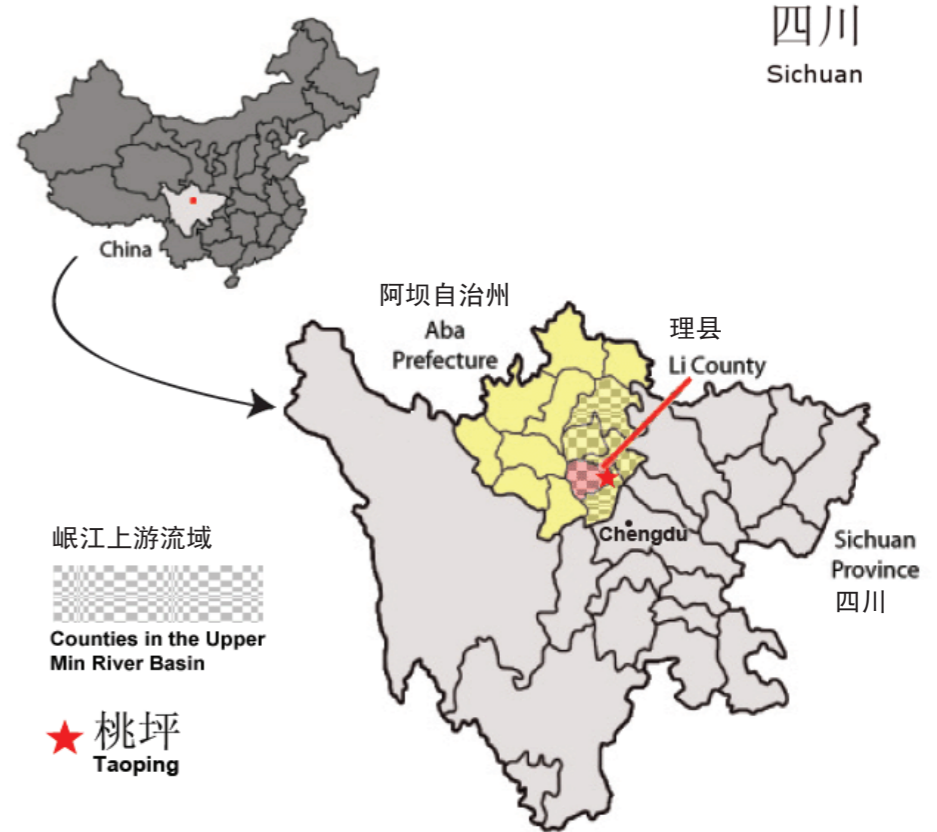 四川
Sichuan
China
阿坝自治州
Aba
Prefecture
理县
Li County
Chengdu
Sichuan
Province
四川
岷江上游流域
Counties in the Upper
Min River Basin
桃坪
Taoping